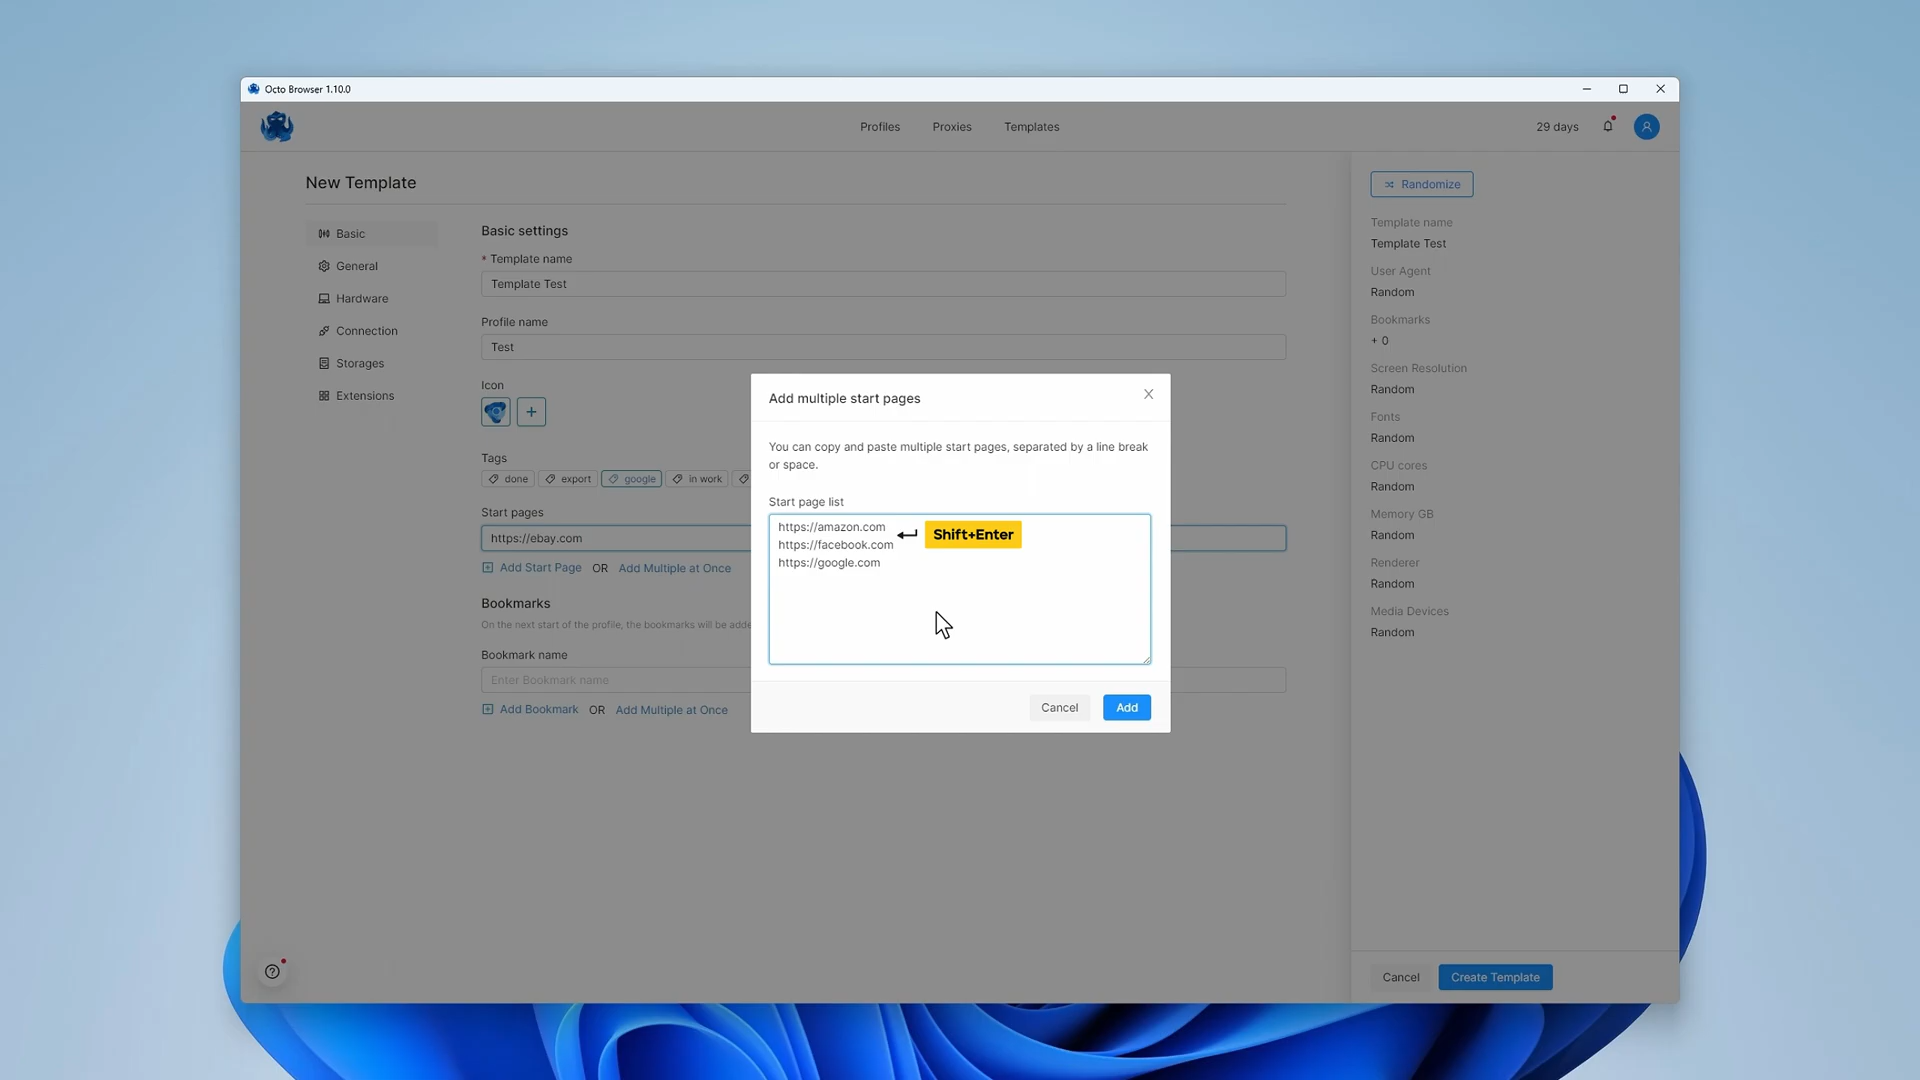 Octo Browser 1.10.0
Profiles
Proxies
Templates
29 days
New Template
Basic
General
Hardware
Connection
Storages
Extensions
Basic settings
* Template name
Template Test
Profile name
Test
Icon
Tags
done
export
google
in work
Start pages
https://ebay.com
Add Start Page OR Add Multiple at Once
Bookmarks
On the next start of the profile, the bookmarks will be adde
Bookmark name
Enter Bookmark name
Add Bookmark OR Add Multiple at Once
Add multiple start pages
You can copy and paste multiple start pages, separated by a line break
or space.
Start page list
https://amazon.com
https://facebook.com
https://google.com
Shift+Enter
Cancel
Add
Randomize
Template name
Template Test
User Agent
Random
Bookmarks
+ 0
Screen Resolution
Random
Fonts
Random
CPU cores
Random
Memory GB
Random
Renderer
Random
Media Devices
Random
Cancel
Create Template